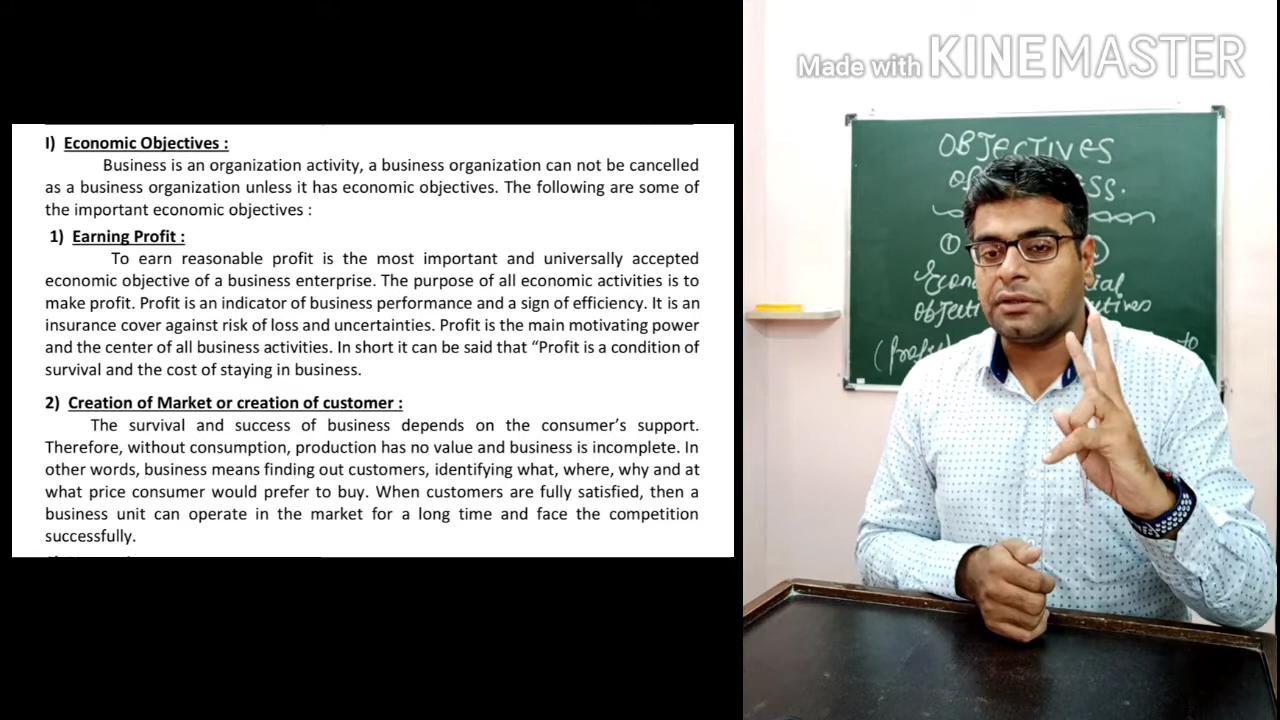 I) Economic Objectives :
Business is an organization activity, a business organization can not be cancelled
as a business organization unless it has economic objectives. The following are some of
the important economic objectives :
1) Earning Profit :
To earn reasonable profit is the most important and universally accepted
economic objective of a business enterprise. The purpose of all economic activities is to
make profit. Profit is an indicator of business performance and a sign of efficiency. It is an
insurance cover against risk of loss and uncertainties. Profit is the main motivating power
and the center of all business activities. In short it can be said that “Profit is a condition of
survival and the cost of staying in business.
2) Creation of Market or creation of customer :
The survival and success of business depends on the consumer’s support.
Therefore, without consumption, production has no value and business is incomplete. In
other words, business means finding out customers, identifying what, where, why and at
what price consumer would prefer to buy. When customers are fully satisfied, then a
business unit can operate in the market for a long time and face the competition
successfully.
Made with KINEMASTER
OBJECTIVES
①
to